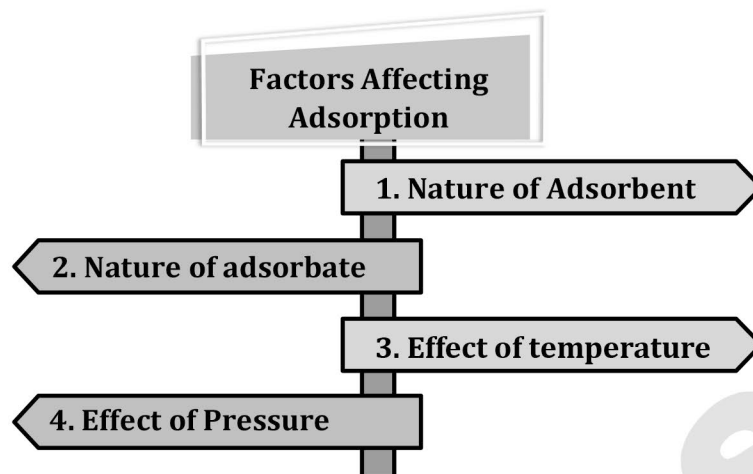 Factors Affecting
Adsorption
1. Nature of Adsorbent
2. Nature of adsorbate
3. Effect of temperature
4. Effect of Pressure